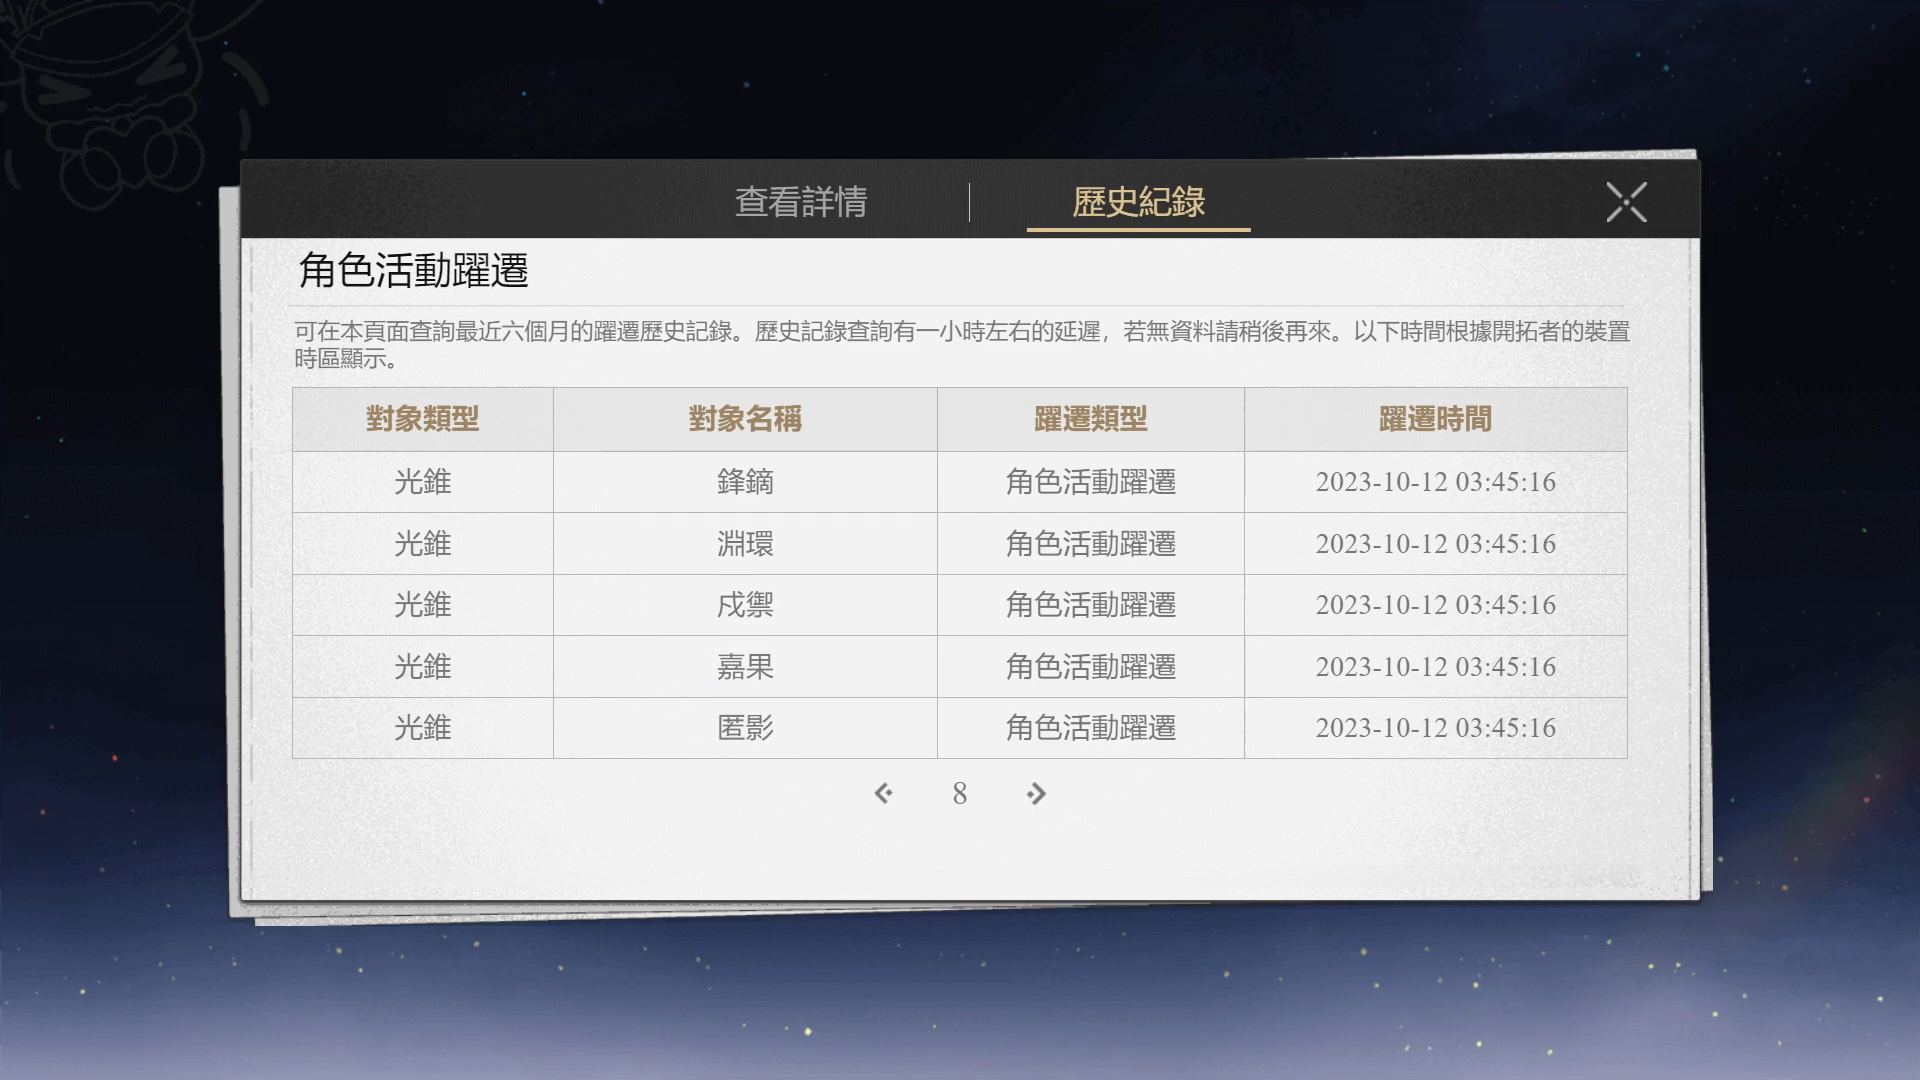 查看詳情
歷史紀錄
角色活動躍遷
可在本頁面查詢最近六個月的躍遷歷史記錄。歷史記錄查詢有一小時左右的延遲，若無資料請稍後再來。以下時間根據開拓者的裝置
時區顯示。
對象類型 對象名稱 躍遷類型 躍遷時間
光錐 鋒鏑 角色活動躍遷 2023-10-12 03:45:16
光錐 淵環 角色活動躍遷 2023-10-12 03:45:16
光錐 戍禦 角色活動躍遷 2023-10-12 03:45:16
光錐 嘉果 角色活動躍遷 2023-10-12 03:45:16
光錐 匿影 角色活動躍遷 2023-10-12 03:45:16
8